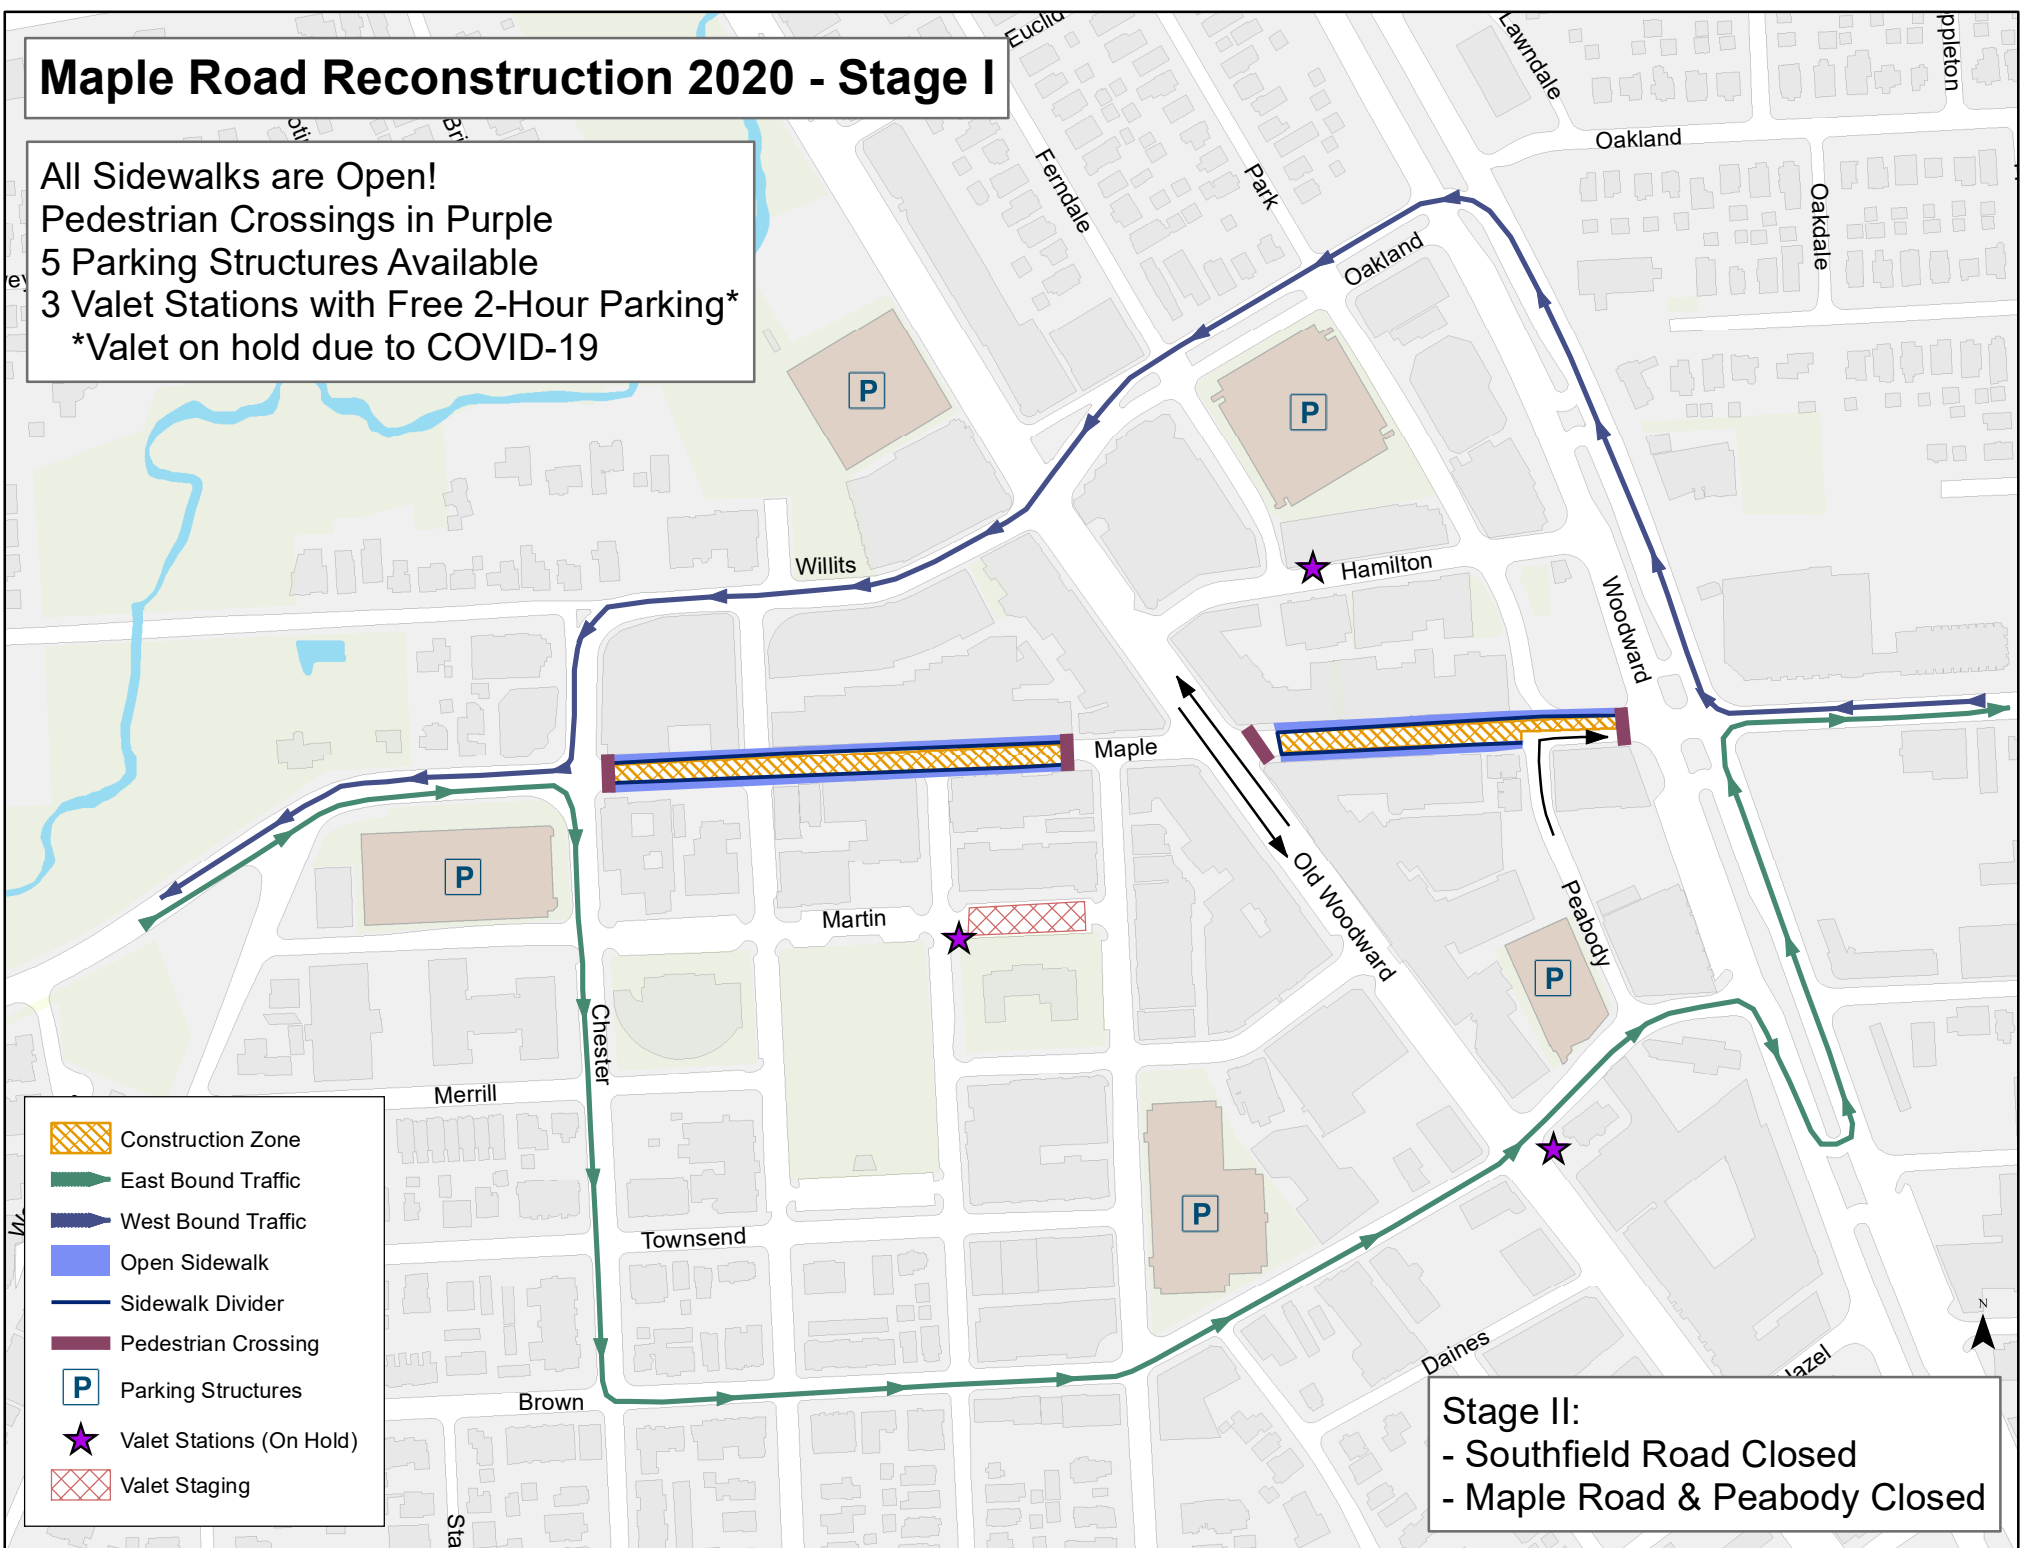 Maple Road Reconstruction 2020 - Stage I
All Sidewalks are Open!
Pedestrian Crossings in Purple
5 Parking Structures Available
3 Valet Stations with Free 2-Hour Parking*
*Valet on hold due to COVID-19
Euclid
Lawndale
Oakland
Ferndale
Park
Oakdale
Oakland
P
P
Willits
Hamilton
Woodward
Maple
P
Martin
Old Woodward
Peabody
P
Chester
Merrill
P
Townsend
Brown
Daines
N
Construction Zone
East Bound Traffic
West Bound Traffic
Open Sidewalk
Sidewalk Divider
Pedestrian Crossing
P Parking Structures
Valet Stations (On Hold)
Valet Staging
Stage II:
- Southfield Road Closed
- Maple Road & Peabody Closed